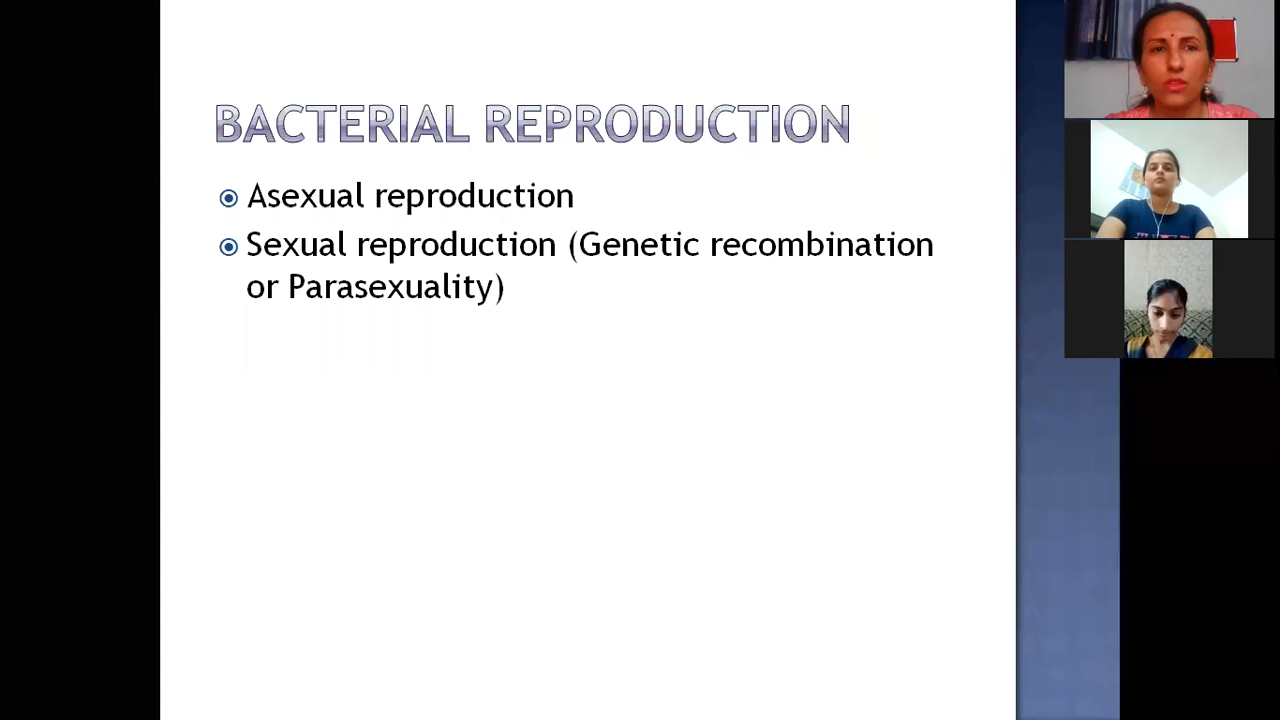 BACTERIAL REPRODUCTION
Asexual reproduction
Sexual reproduction (Genetic recombination
or Parasexuality)